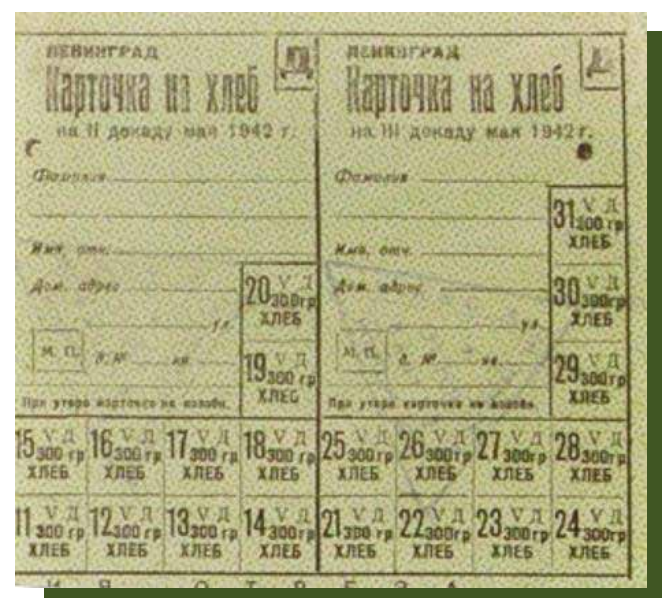 ЛЕНИНГРАД
Карточка на хлеб
на II декаду мая 1942 г.
Фамилия
Имя, отч.
Дом. адрес
ул.
М. П.
д. № кв.
При утере карточка не возобн.
20 V Д
300 гр
ХЛЕБ
19 V Д
300 гр
ХЛЕБ
15 V Д 16 V Д 17 V Д 18 V Д
300 гр 300 гр 300 гр 300 гр
ХЛЕБ ХЛЕБ ХЛЕБ ХЛЕБ
11 V Д 12 V Д 13 V Д 14 V Д
300 гр 300 гр 300 гр 300 гр
ХЛЕБ ХЛЕБ ХЛЕБ ХЛЕБ
ЛЕНИНГРАД
Карточка на хлеб
на III декаду мая 1942 г.
Фамилия
Имя, отч.
Дом. адрес
ул.
М. П.
д. № кв.
При утере карточка не возобн.
31 V Д
300 гр
ХЛЕБ
30 V Д
300 гр
ХЛЕБ
29 V Д
300 гр
ХЛЕБ
25 V Д 26 V Д 27 V Д 28 V Д
300 гр 300 гр 300 гр 300 гр
ХЛЕБ ХЛЕБ ХЛЕБ ХЛЕБ
21 V Д 22 V Д 23 V Д 24 V Д
300 гр 300 гр 300 гр 300 гр
ХЛЕБ ХЛЕБ ХЛЕБ ХЛЕБ